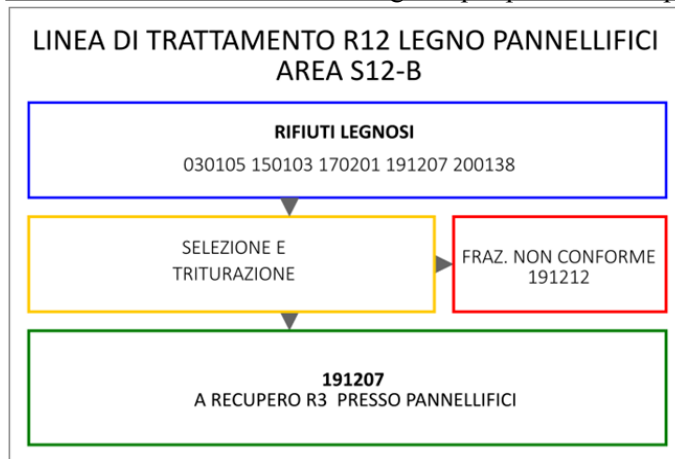 LINEA DI TRATTAMENTO R12 LEGNO PANNELLIFICI
AREA S12-B
RIFIUTI LEGNOSI
030105 150103 170201 191207 200138
SELEZIONE E
TRITURAZIONE
FRAZ. NON CONFORME
191212
191207
A RECUPERO R3 PRESSO PANNELLIFICI